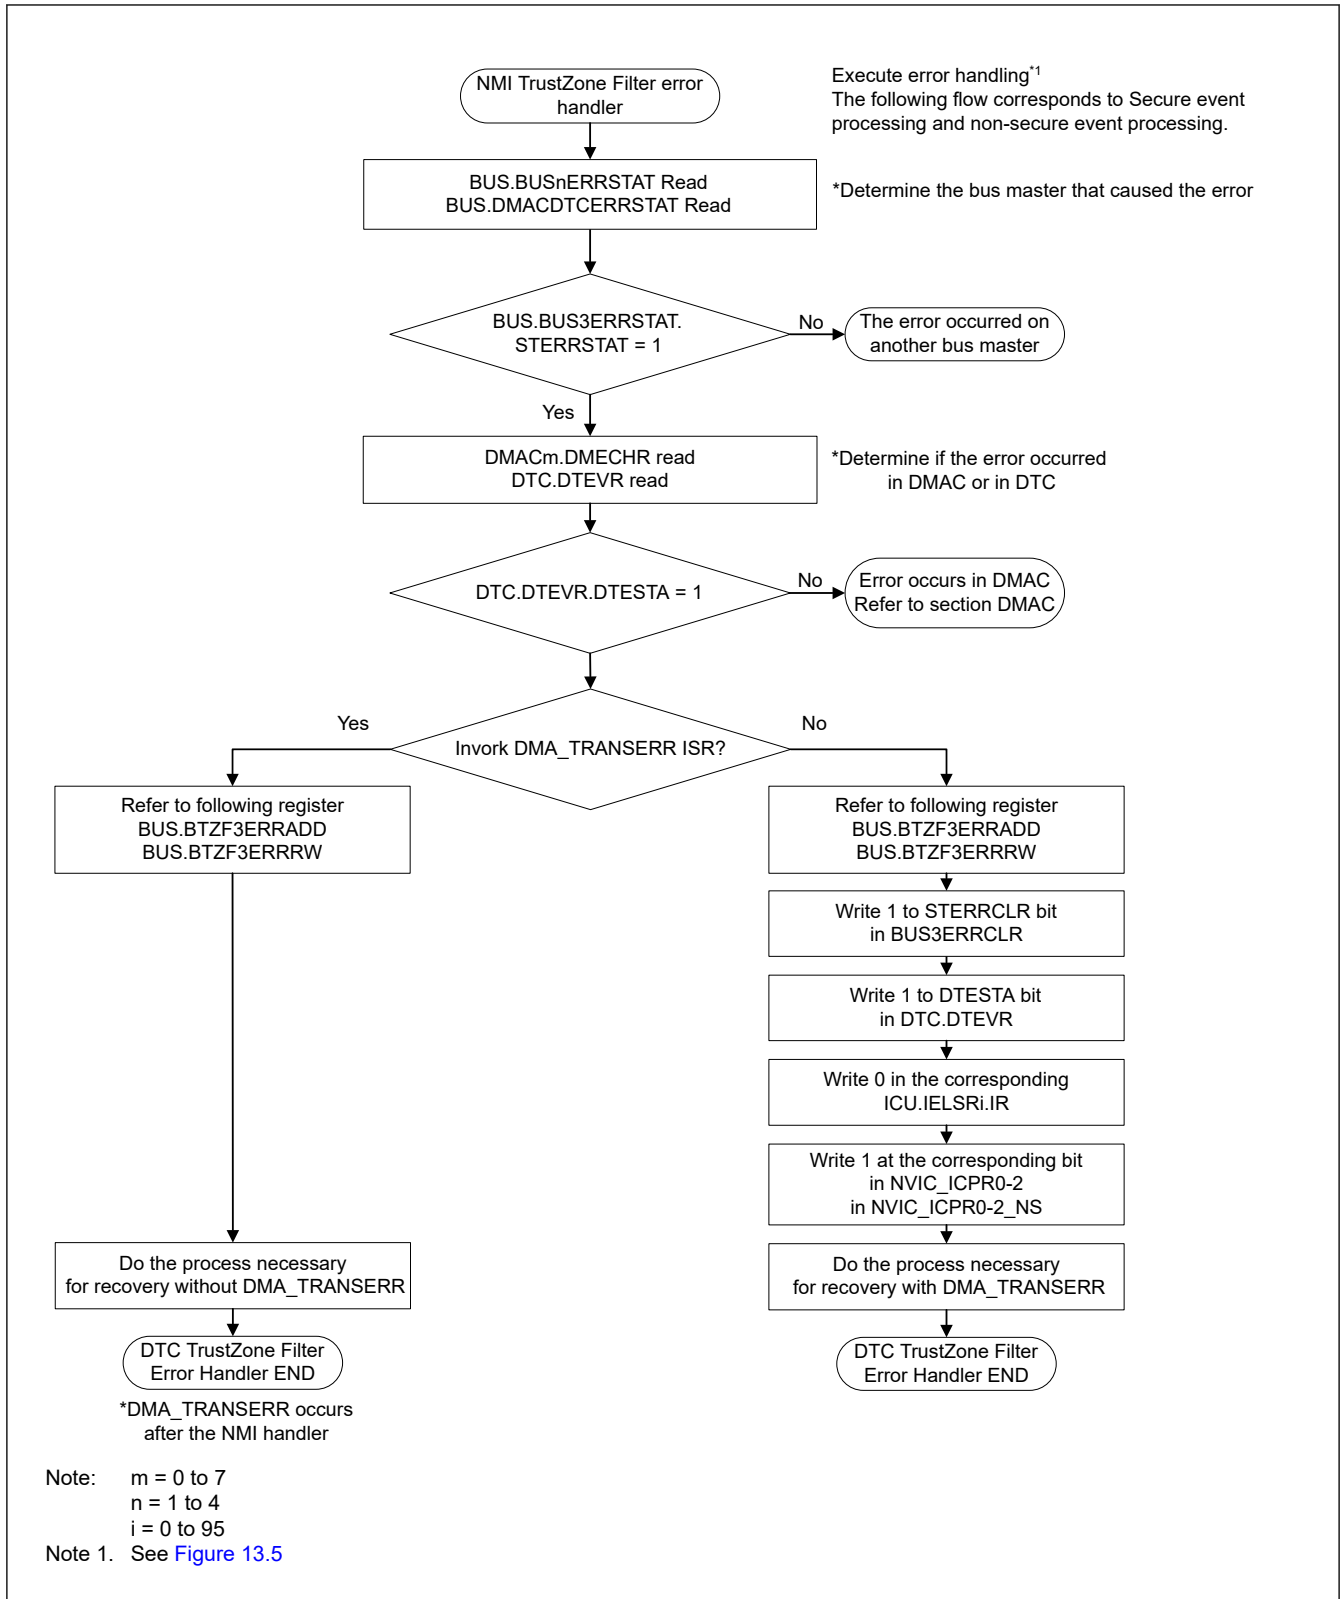 NMI TrustZone Filter error
handler
Execute error handling*1
The following flow corresponds to Secure event
processing and non-secure event processing.
BUS.BUSnERRSTAT Read
BUS.DMACDTCERRSTAT Read
*Determine the bus master that caused the error
BUS.BUS3ERRSTAT.
STERRSTAT = 1
No
The error occurred on
another bus master
Yes
DMACm.DMECHR read
DTC.DTEVR read
*Determine if the error occurred
in DMAC or in DTC
DTC.DTEVR.DTESTA = 1
No
Error occurs in DMAC
Refer to section DMAC
Yes
Invork DMA_TRANSERR ISR?
No
Refer to following register
BUS.BTZF3ERRADD
BUS.BTZF3ERRRW
Refer to following register
BUS.BTZF3ERRADD
BUS.BTZF3ERRRW
Write 1 to STERRCLR bit
in BUS3ERRCLR
Write 1 to DTESTA bit
in DTC.DTEVR
Write 0 in the corresponding
ICU.IELSRi.IR
Write 1 at the corresponding bit
in NVIC_ICPR0-2
in NVIC_ICPR0-2_NS
Do the process necessary
for recovery without DMA_TRANSERR
Do the process necessary
for recovery with DMA_TRANSERR
DTC TrustZone Filter
Error Handler END
DTC TrustZone Filter
Error Handler END
*DMA_TRANSERR occurs
after the NMI handler
Note: m = 0 to 7
n = 1 to 4
i = 0 to 95
Note 1. See Figure 13.5